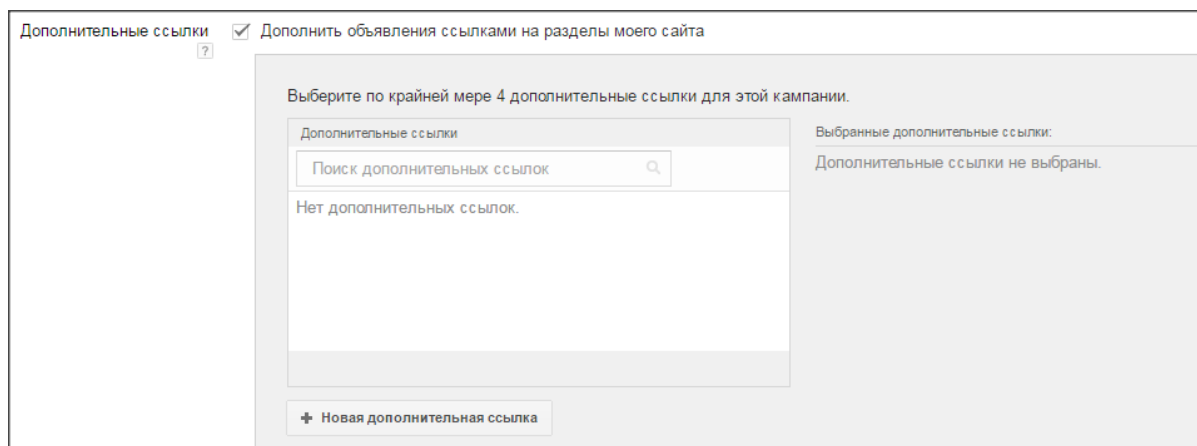 Дополнительные ссылки
Дополнить объявления ссылками на разделы моего сайта
?
Выберите по крайней мере 4 дополнительные ссылки для этой кампании.
Дополнительные ссылки
Выбранные дополнительные ссылки:
Поиск дополнительных ссылок
Дополнительные ссылки не выбраны.
Нет дополнительных ссылок.
+ Новая дополнительная ссылка